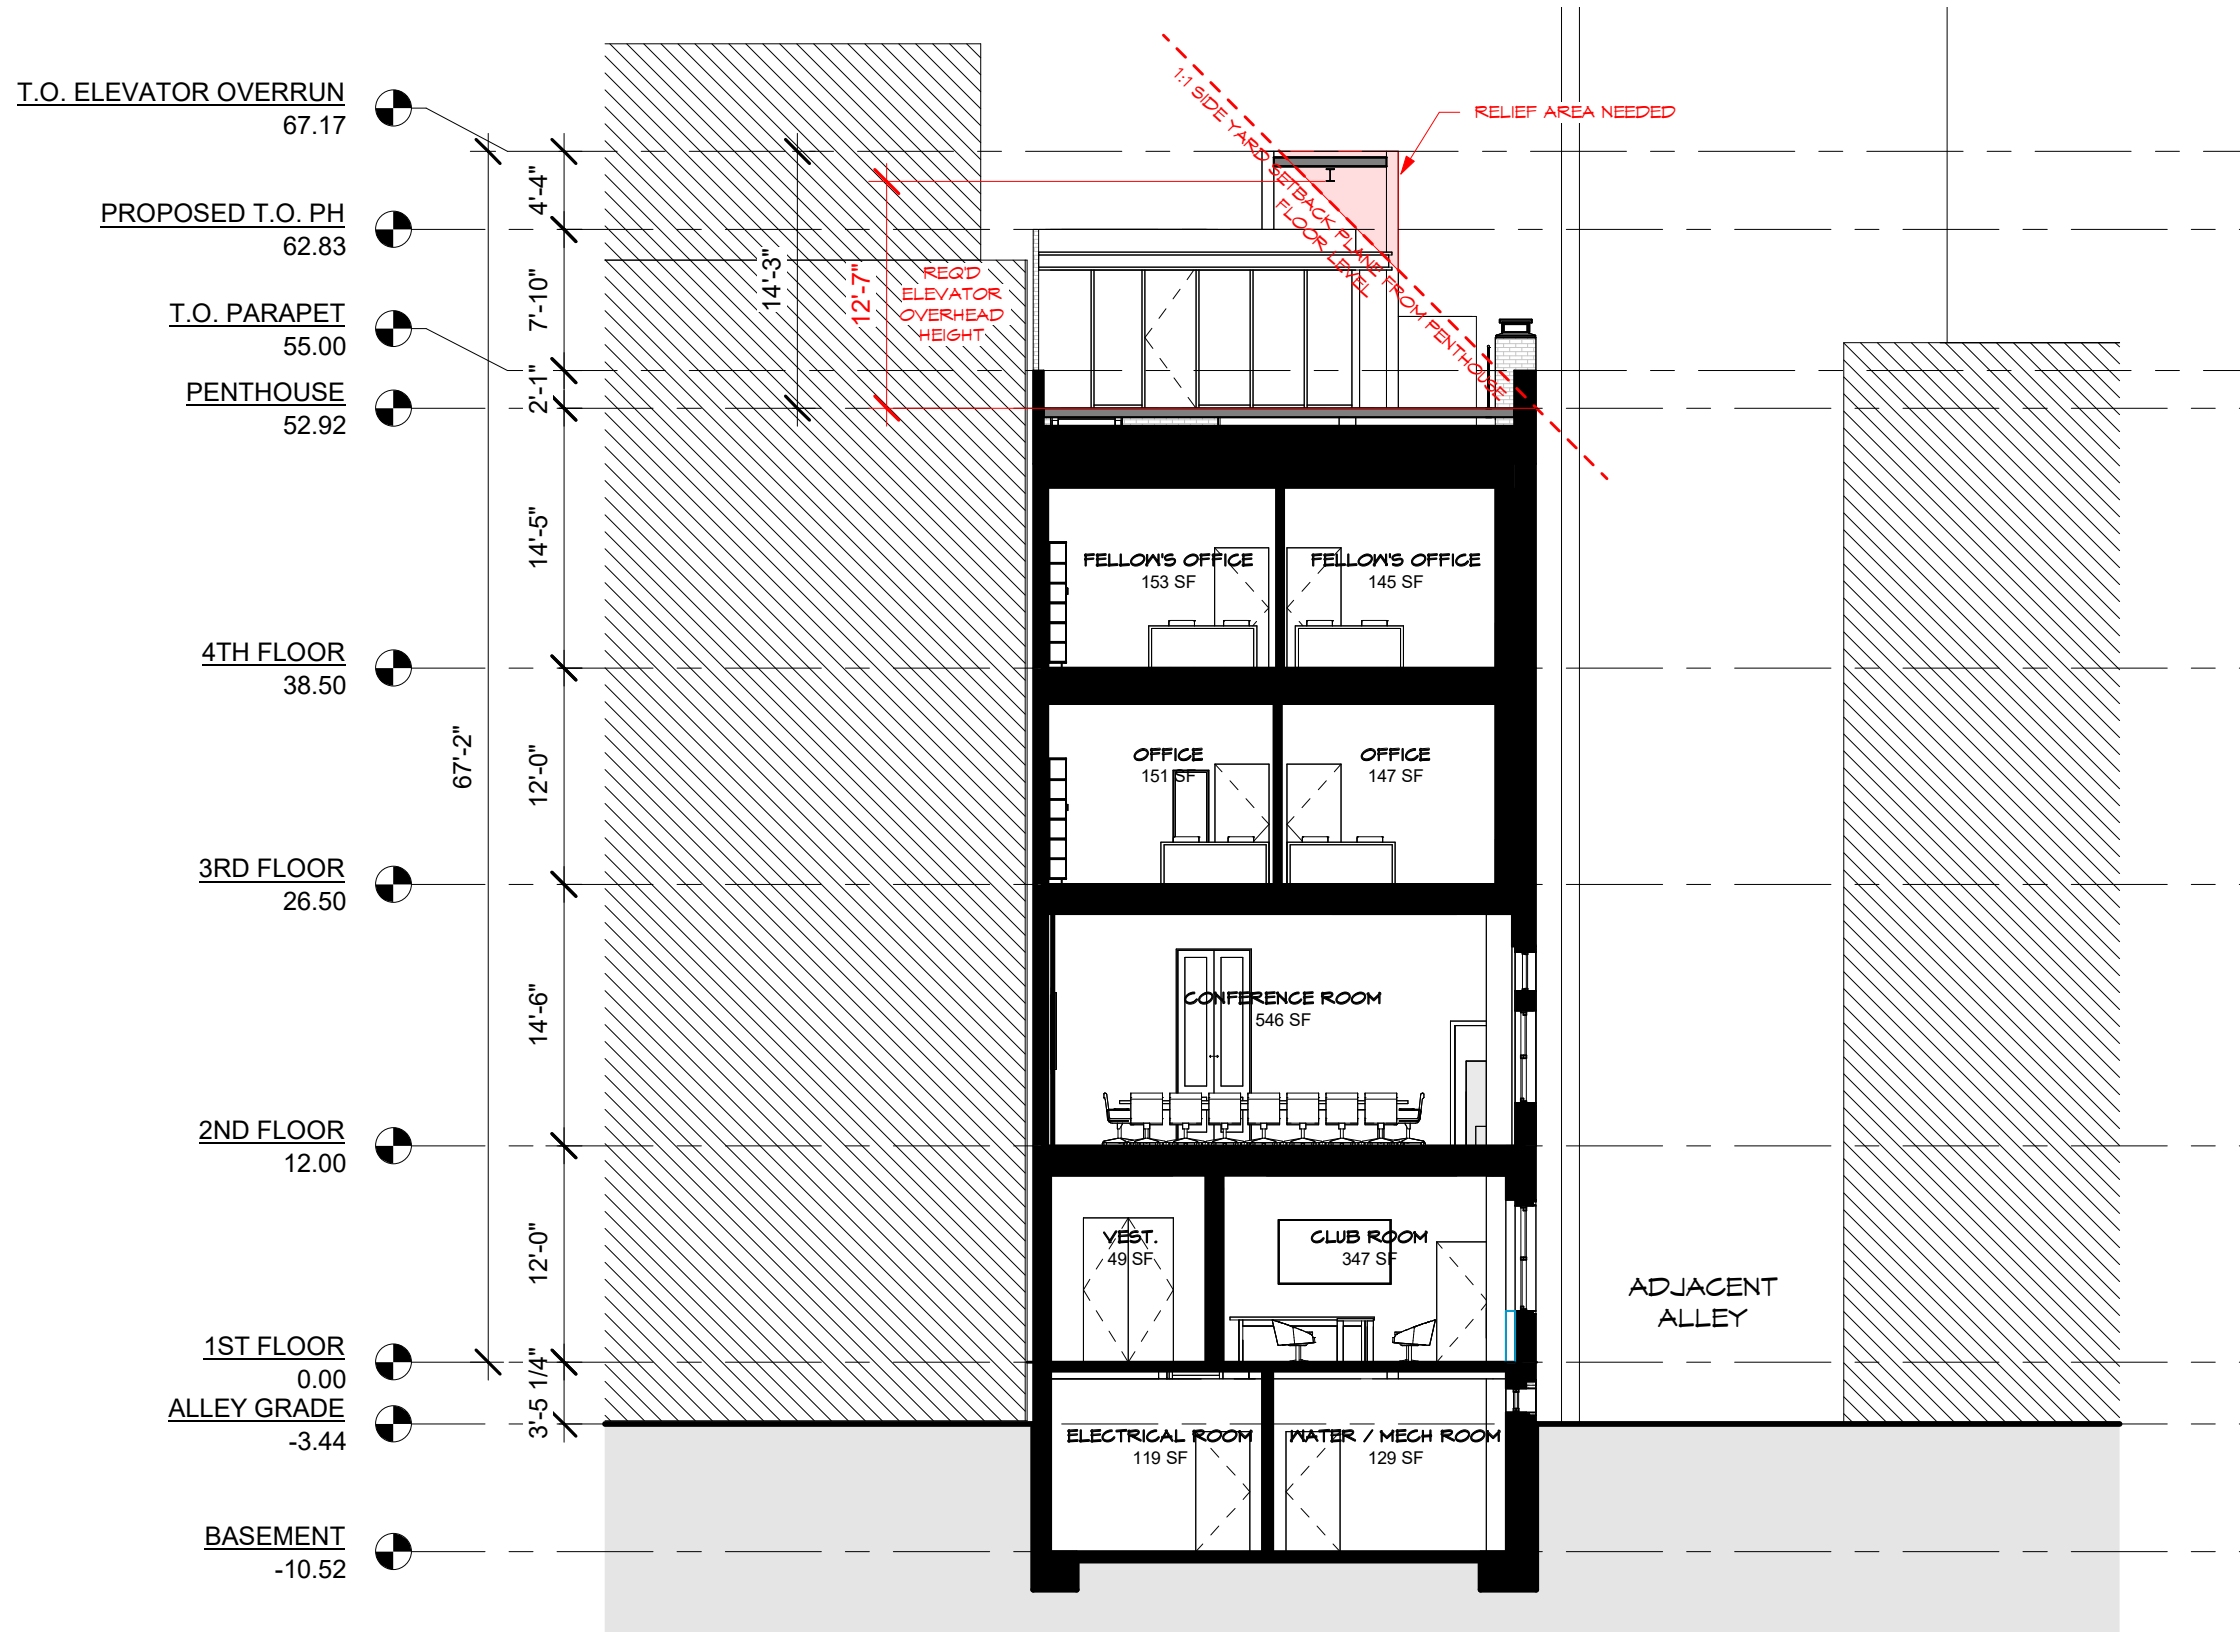 T.O. ELEVATOR OVERRUN
67.17
PROPOSED T.O. PH
62.83
T.O. PARAPET
55.00
PENTHOUSE
52.92
4TH FLOOR
38.50
3RD FLOOR
26.50
2ND FLOOR
12.00
1ST FLOOR
0.00
ALLEY GRADE
-3.44
BASEMENT
-10.52
67'-2"
4'-4"
7'-10"
2'-1"
14'-5"
12'-0"
14'-6"
12'-0"
3'-5 1/4"
14'-3"
12'-7"
REQ'D
ELEVATOR
OVERHEAD
HEIGHT
1:1 SIDE YARD SETBACK PLANE FROM PENTHOUSE
FLOOR LEVEL
RELIEF AREA NEEDED
FELLOW'S OFFICE
153 SF
FELLOW'S OFFICE
145 SF
OFFICE
151 SF
OFFICE
147 SF
CONFERENCE ROOM
546 SF
VEST.
49 SF
CLUB ROOM
347 SF
ADJACENT
ALLEY
ELECTRICAL ROOM
119 SF
WATER / MECH ROOM
129 SF